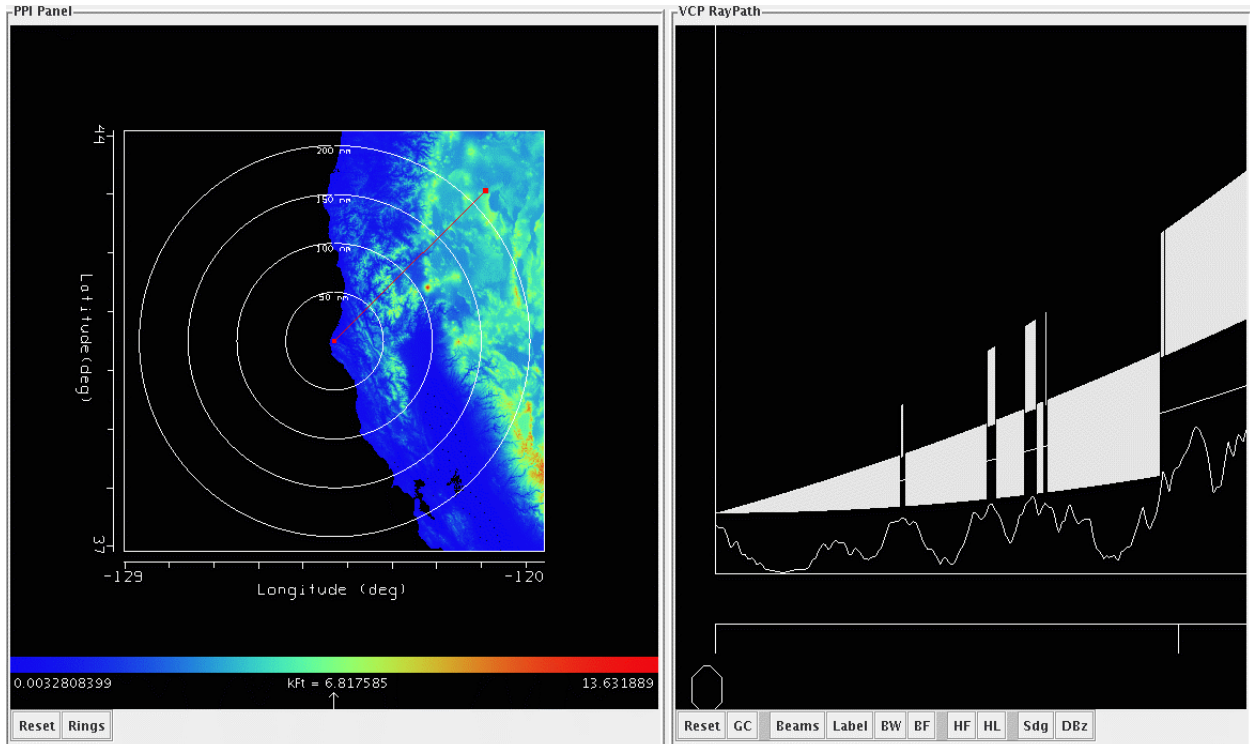 PPI Panel
44
200 nm
150 nm
100 nm
50 nm
Latitude(deg)
37
-129
-120
Longitude (deg)
0.0032808399
kFt = 6.817585
13.631889
Reset
Rings
VCP RayPath
Reset
GC
Beams
Label
BW
BF
HF
HL
Sdg
DBz